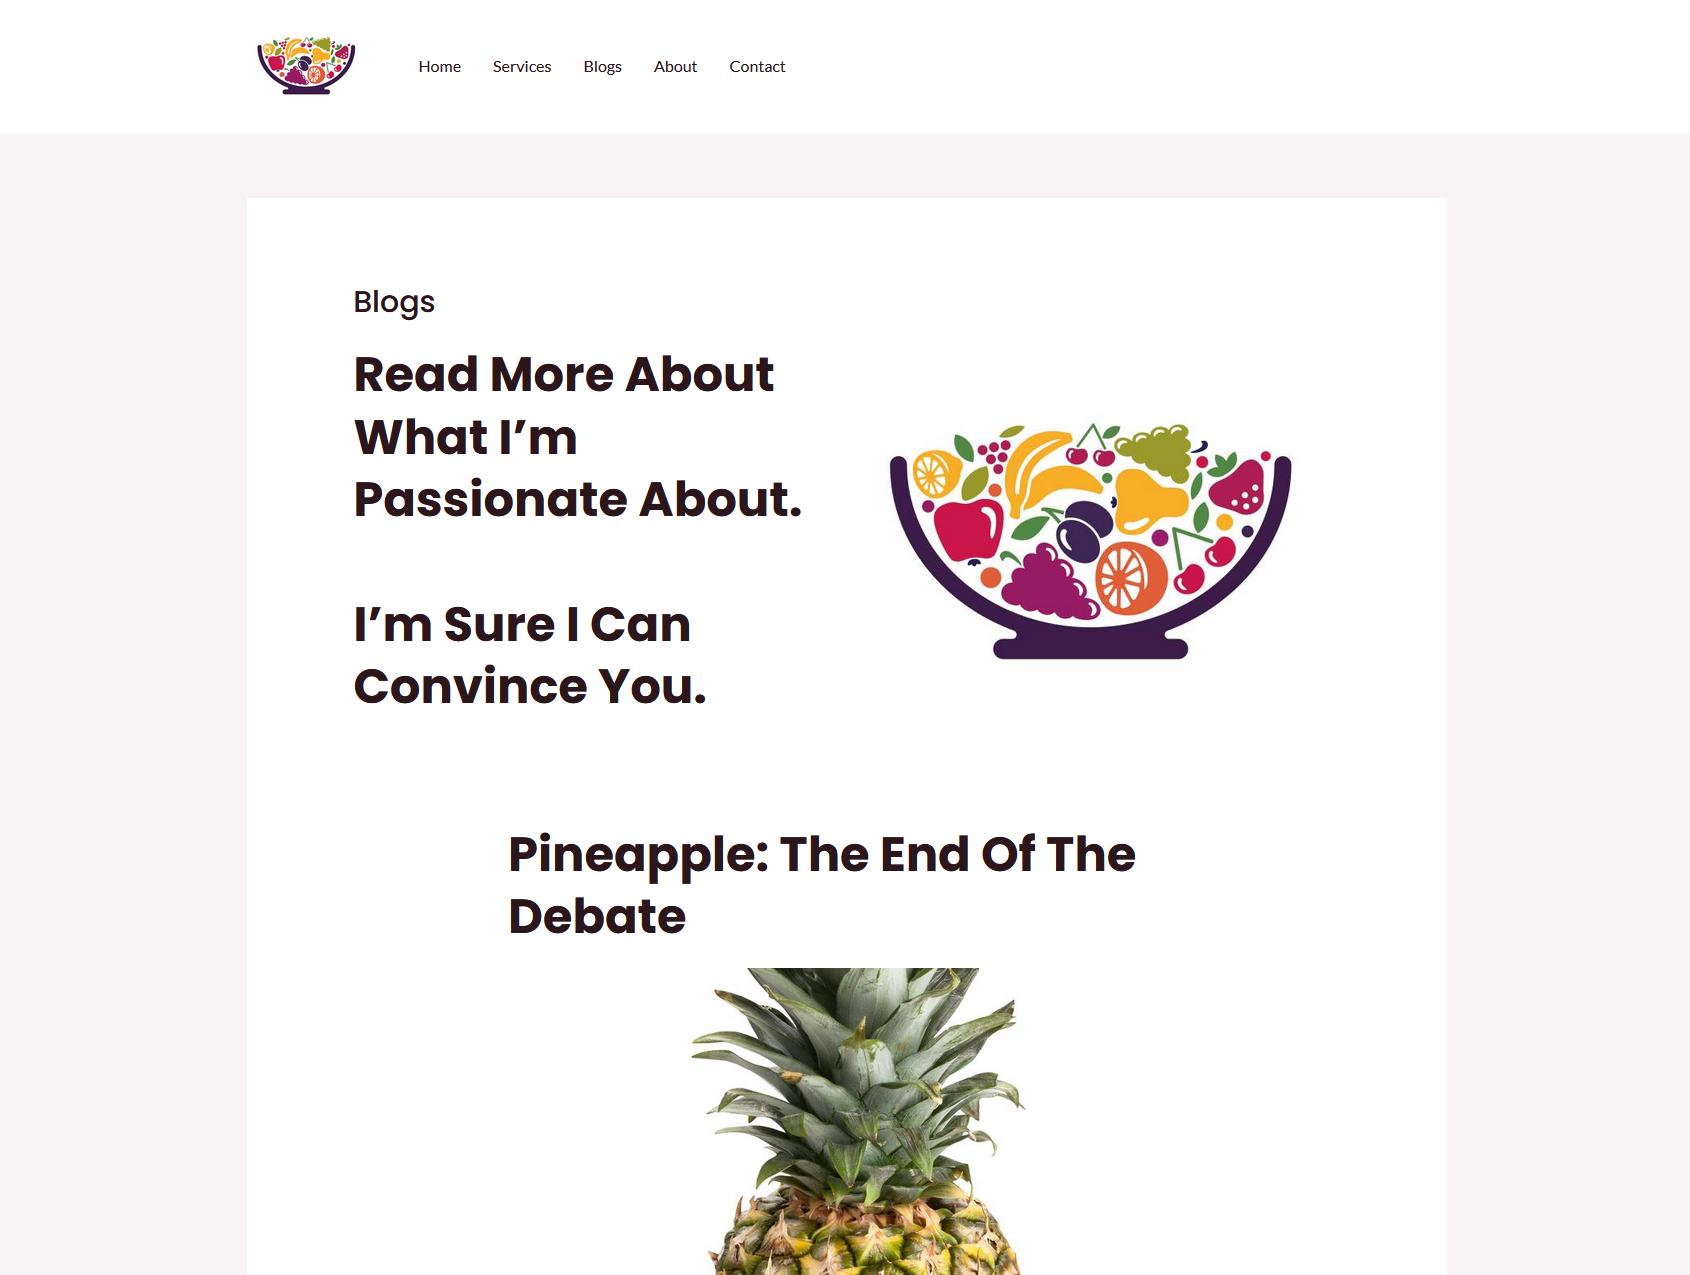 Home Services Blogs About Contact
Blogs
Read More About
What I’m
Passionate About.
I’m Sure I Can
Convince You.
Pineapple: The End Of The
Debate